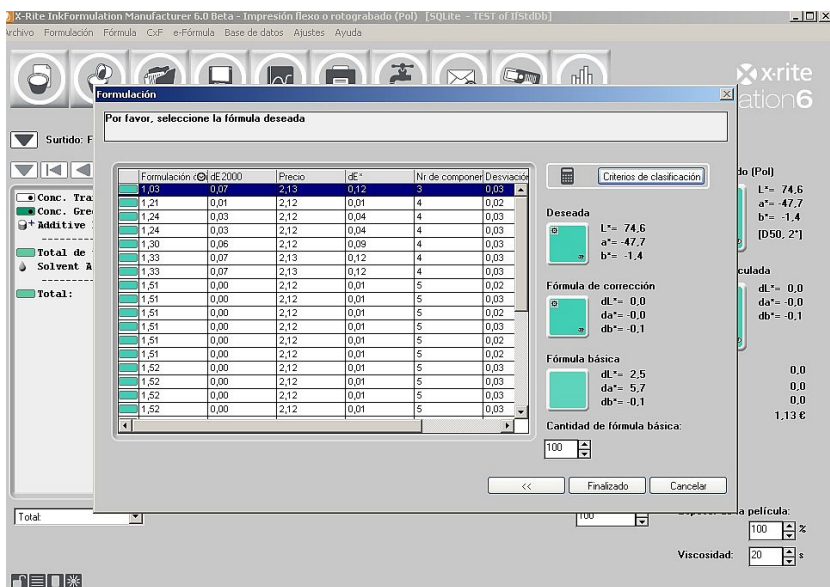 X-Rite InkFormulation Manufacturer 6.0 Beta - Impresión flexo o rotograbado (Pol) [SQLite - TEST of IfStdDb]
Archivo Formulación Fórmula CxF e-Fórmula Base de datos Ajustes Ayuda
x·rite
ation6
Formulación
Por favor, seleccione la fórmula deseada
Surtido: F
Conc. Tra
Conc. Gre
Additive
Total de
Solvent A
Total:
Formulación dE2000 Precio dE* Nr de componer Desviación
1,03 0,07 2,13 0,12 3 0,03
1,21 0,01 2,12 0,01 4 0,02
1,24 0,03 2,12 0,04 4 0,03
1,24 0,03 2,12 0,04 4 0,03
1,30 0,06 2,12 0,09 4 0,03
1,33 0,07 2,13 0,12 4 0,03
1,33 0,07 2,13 0,12 4 0,03
1,51 0,00 2,12 0,01 5 0,02
1,51 0,00 2,12 0,01 5 0,02
1,51 0,00 2,12 0,01 5 0,03
1,51 0,00 2,12 0,01 5 0,03
1,51 0,00 2,12 0,01 5 0,02
1,51 0,00 2,12 0,01 5 0,02
1,52 0,00 2,12 0,01 5 0,03
1,52 0,00 2,12 0,01 5 0,03
1,52 0,00 2,12 0,01 5 0,03
1,52 0,00 2,12 0,01 5 0,03
Criterios de clasificación
Deseada
L*= 74,6
a*= -47,7
b*= -1,4
Fórmula de corrección
dL*= 0,0
da*= -0,0
db*= -0,1
Fórmula básica
dL*= 2,5
da*= 5,7
db*= -0,1
Cantidad de fórmula básica:
100
<< Finalizado Cancelar
do (Pol)
L*= 74,6
a*= -47,7
b*= -1,4
[D50, 2°]
culada
dL*= 0,0
da*= -0,0
db*= -0,1
0,0
0,0
0,0
1,13 €
Total:
100
la película:
100 %
Viscosidad: 20 s